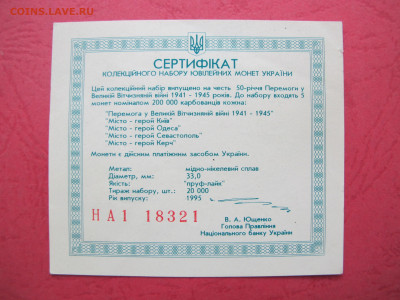 COINS.LAVE.RU
СЕРТИФІКАТ
КОЛЕКЦІЙНОГО НАБОРУ ЮВІЛЕЙНИХ МОНЕТ УКРАЇНИ
Цей колекційний набір випущено на честь 50-річчя Перемоги у
Великій Вітчизняній війні 1941 - 1945 років. До набору входять 5
монет номіналом 200 000 карбованців кожна:
"Перемога у Великій Вітчизняній війні 1941 - 1945"
"Місто - герой Київ"
"Місто - герой Одеса"
"Місто - герой Севастополь"
"Місто - герой Керч"
Монети є дійсним платіжним засобом України.
Метал: мідно-нікелевий сплав
Діаметр, мм: 33,0
Якість: "пруф-лайк"
Тираж набору, шт.: 20 000
Рік випуску: 1995
НА1 18321
В. А. Ющенко
Голова Правління
Національного банку України